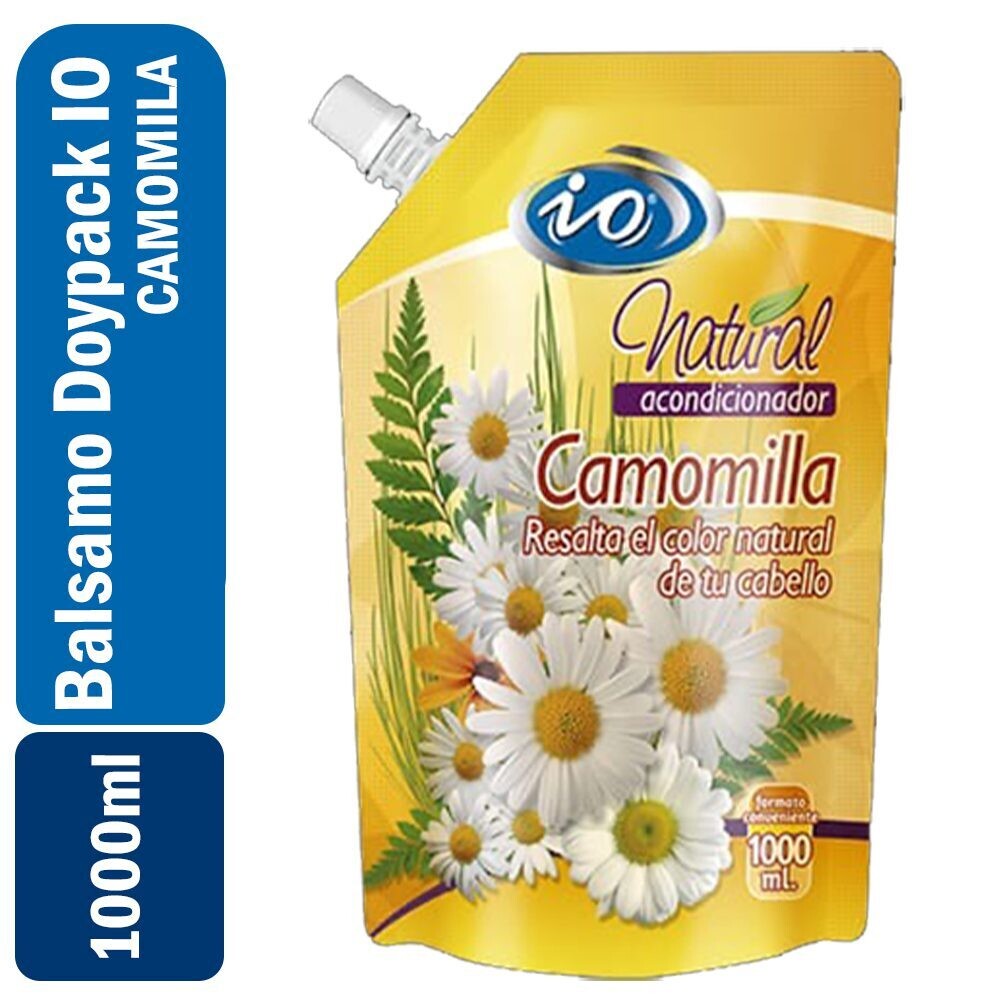 Balsamo Doypack IO
CAMOMILA
1000ml
io
Natural
acondicionador
Camomilla
Resalta el color natural
de tu cabello
formato
conveniente
1000
mL.